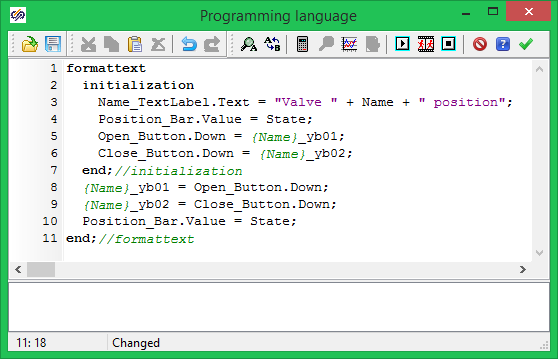 Programming language
1 formattext
2 initialization
3 Name_TextLabel.Text = "Valve " + Name + " position";
4 Position_Bar.Value = State;
5 Open_Button.Down = {Name}_yb01;
6 Close_Button.Down = {Name}_yb02;
7 end;//initialization
8 {Name}_yb01 = Open_Button.Down;
9 {Name}_yb02 = Close_Button.Down;
10 Position_Bar.Value = State;
11 end;//formattext
11: 18 Changed